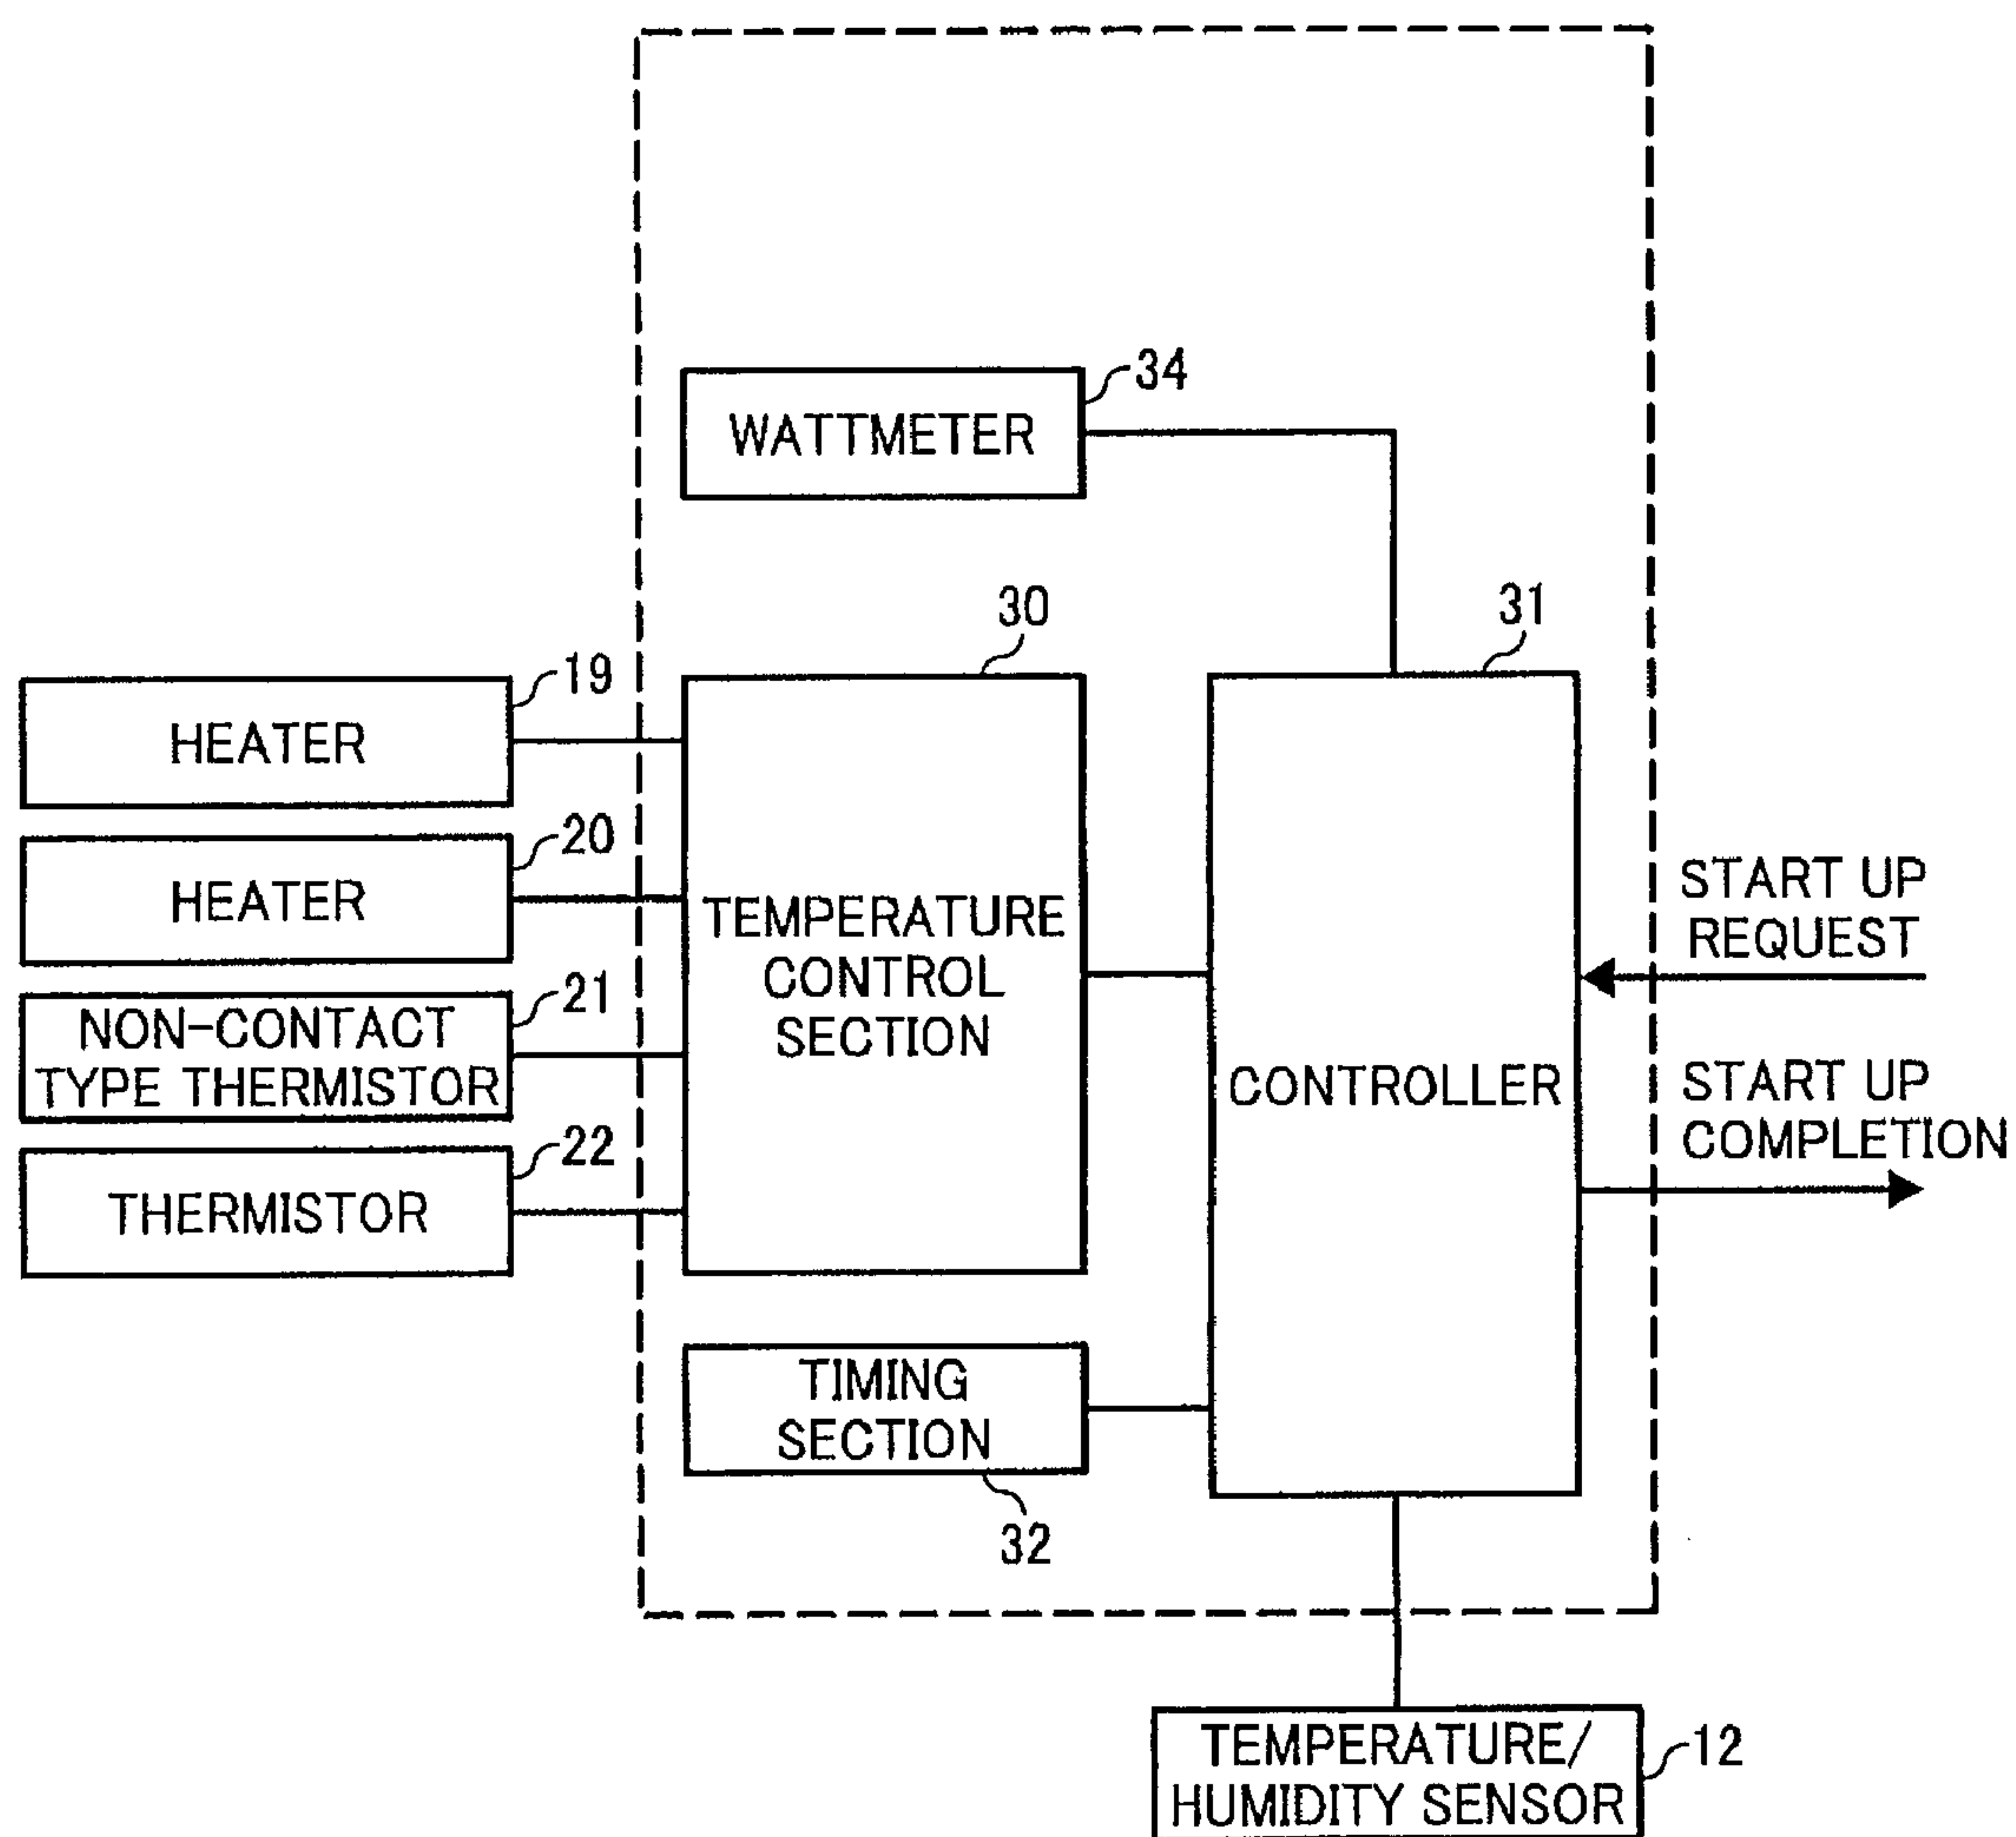 34
WATTMETER
30
31
19
HEATER
20
HEATER
21
NON-CONTACT
TYPE THERMISTOR
22
THERMISTOR
TEMPERATURE
CONTROL
SECTION
CONTROLLER
START UP
REQUEST
START UP
COMPLETION
TIMING
SECTION
32
TEMPERATURE/
HUMIDITY SENSOR
12